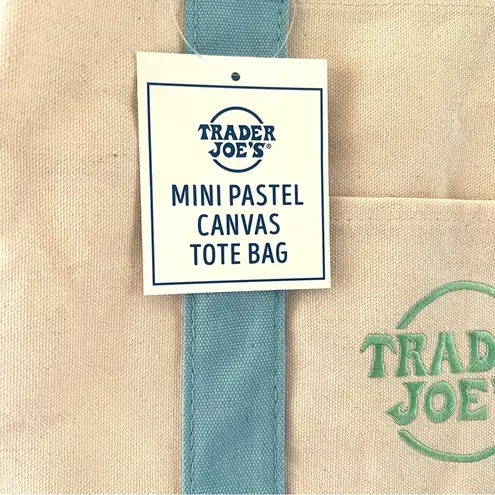 TRADER
JOE'S®
MINI PASTEL
CANVAS
TOTE BAG
TRAD
JOE'S